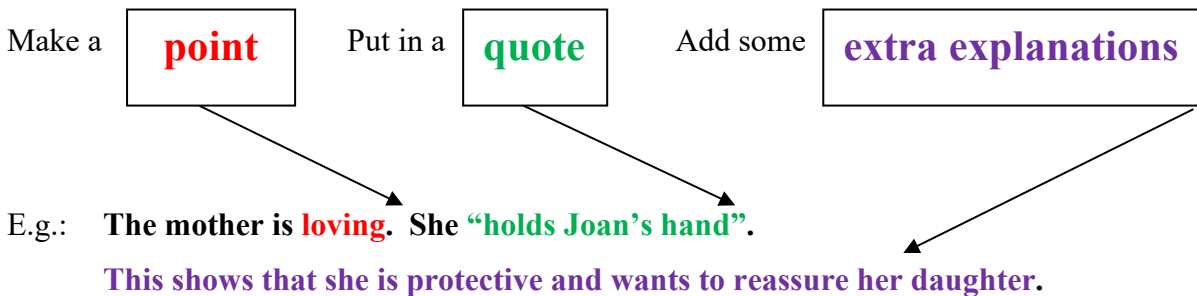 Make a point Put in a quote Add some extra explanations
E.g.: The mother is loving. She “holds Joan’s hand”.
This shows that she is protective and wants to reassure her daughter.